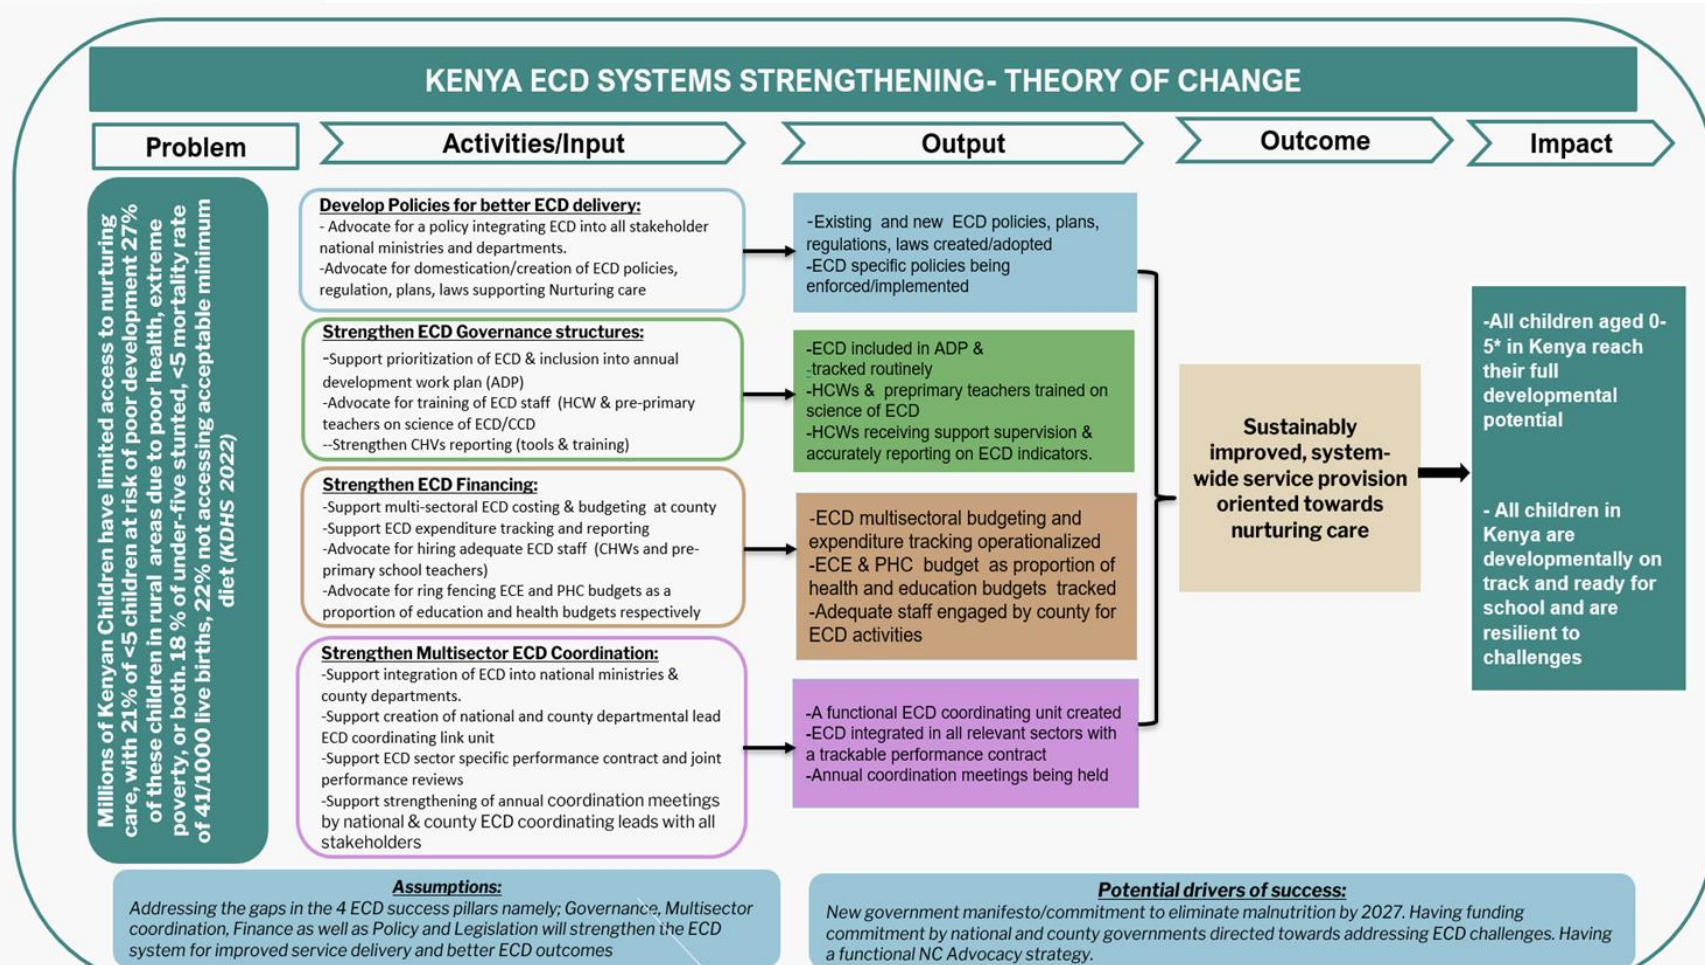 KENYA ECD SYSTEMS STRENGTHENING- THEORY OF CHANGE
Problem
Activities/Input
Output
Outcome
Impact
Millions of Kenyan Children have limited access to nurturing
care, with 21% of <5 children at risk of poor development 27%
of these children in rural areas due to poor health, extreme
poverty, or both. 18 % of under-five stunted, <5 mortality rate
of 41/1000 live births, 22% not accessing acceptable minimum
diet (KDHS 2022)
Develop Policies for better ECD delivery:
- Advocate for a policy integrating ECD into all stakeholder
national ministries and departments.
-Advocate for domestication/creation of ECD policies,
regulation, plans, laws supporting Nurturing care
Strengthen ECD Governance structures:
-Support prioritization of ECD & inclusion into annual
development work plan (ADP)
-Advocate for training of ECD staff  (HCW & pre-primary
teachers on science of ECD/CCD
--Strengthen CHVs reporting (tools & training)
Strengthen ECD Financing:
-Support multi-sectoral ECD costing & budgeting  at county
-Support ECD expenditure tracking and reporting
-Advocate for hiring adequate ECD staff  (CHWs and pre-
primary school teachers)
-Advocate for ring fencing ECE and PHC budgets as a
proportion of education and health budgets respectively
Strengthen Multisector ECD Coordination:
-Support integration of ECD into national ministries &
county departments.
-Support creation of national and county departmental lead
ECD coordinating link unit
-Support ECD sector specific performance contract and joint
performance reviews
-Support strengthening of annual coordination meetings
by national & county ECD coordinating leads with all
stakeholders
-Existing  and new  ECD policies, plans,
regulations, laws created/adopted
-ECD specific policies being
enforced/implemented
-ECD included in ADP &
-tracked routinely
-HCWs &  preprimary teachers trained on
science of ECD
-HCWs receiving support supervision &
accurately reporting on ECD indicators.
-ECD multisectoral budgeting and
expenditure tracking operationalized
-ECE & PHC  budget  as proportion of
health and education budgets  tracked
-Adequate staff engaged by county for
ECD activities
-A functional ECD coordinating unit created
-ECD integrated in all relevant sectors with
a trackable performance contract
-Annual coordination meetings being held
Sustainably
improved, system-
wide service provision
oriented towards
nurturing care
-All children aged 0-
5* in Kenya reach
their full
developmental
potential
- All children in
Kenya are
developmentally on
track and ready for
school and are
resilient to
challenges
Assumptions:
Addressing the gaps in the 4 ECD success pillars namely; Governance, Multisector
coordination, Finance as well as Policy and Legislation will strengthen the ECD
system for improved service delivery and better ECD outcomes
Potential drivers of success:
New government manifesto/commitment to eliminate malnutrition by 2027. Having funding
commitment by national and county governments directed towards addressing ECD challenges. Having
a functional NC Advocacy strategy.